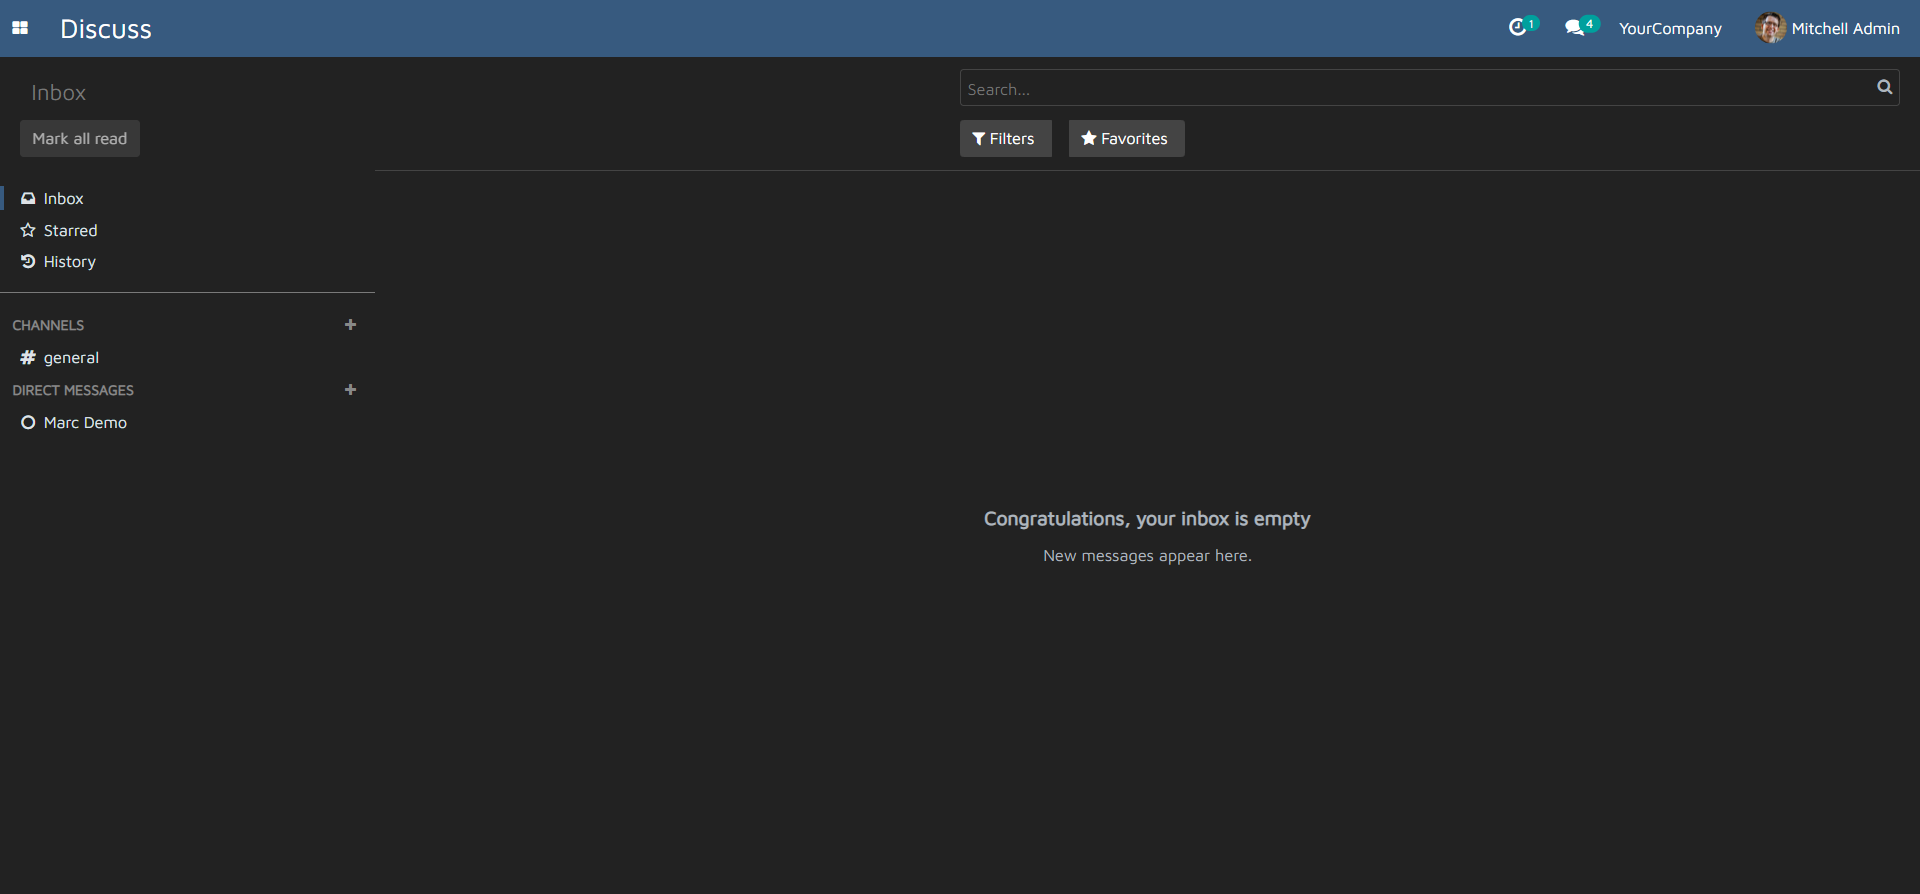 Discuss
1
4
YourCompany
Mitchell Admin
Inbox
Search...
Mark all read
Filters
Favorites
Inbox
Starred
History
CHANNELS
general
DIRECT MESSAGES
Marc Demo
Congratulations, your inbox is empty
New messages appear here.